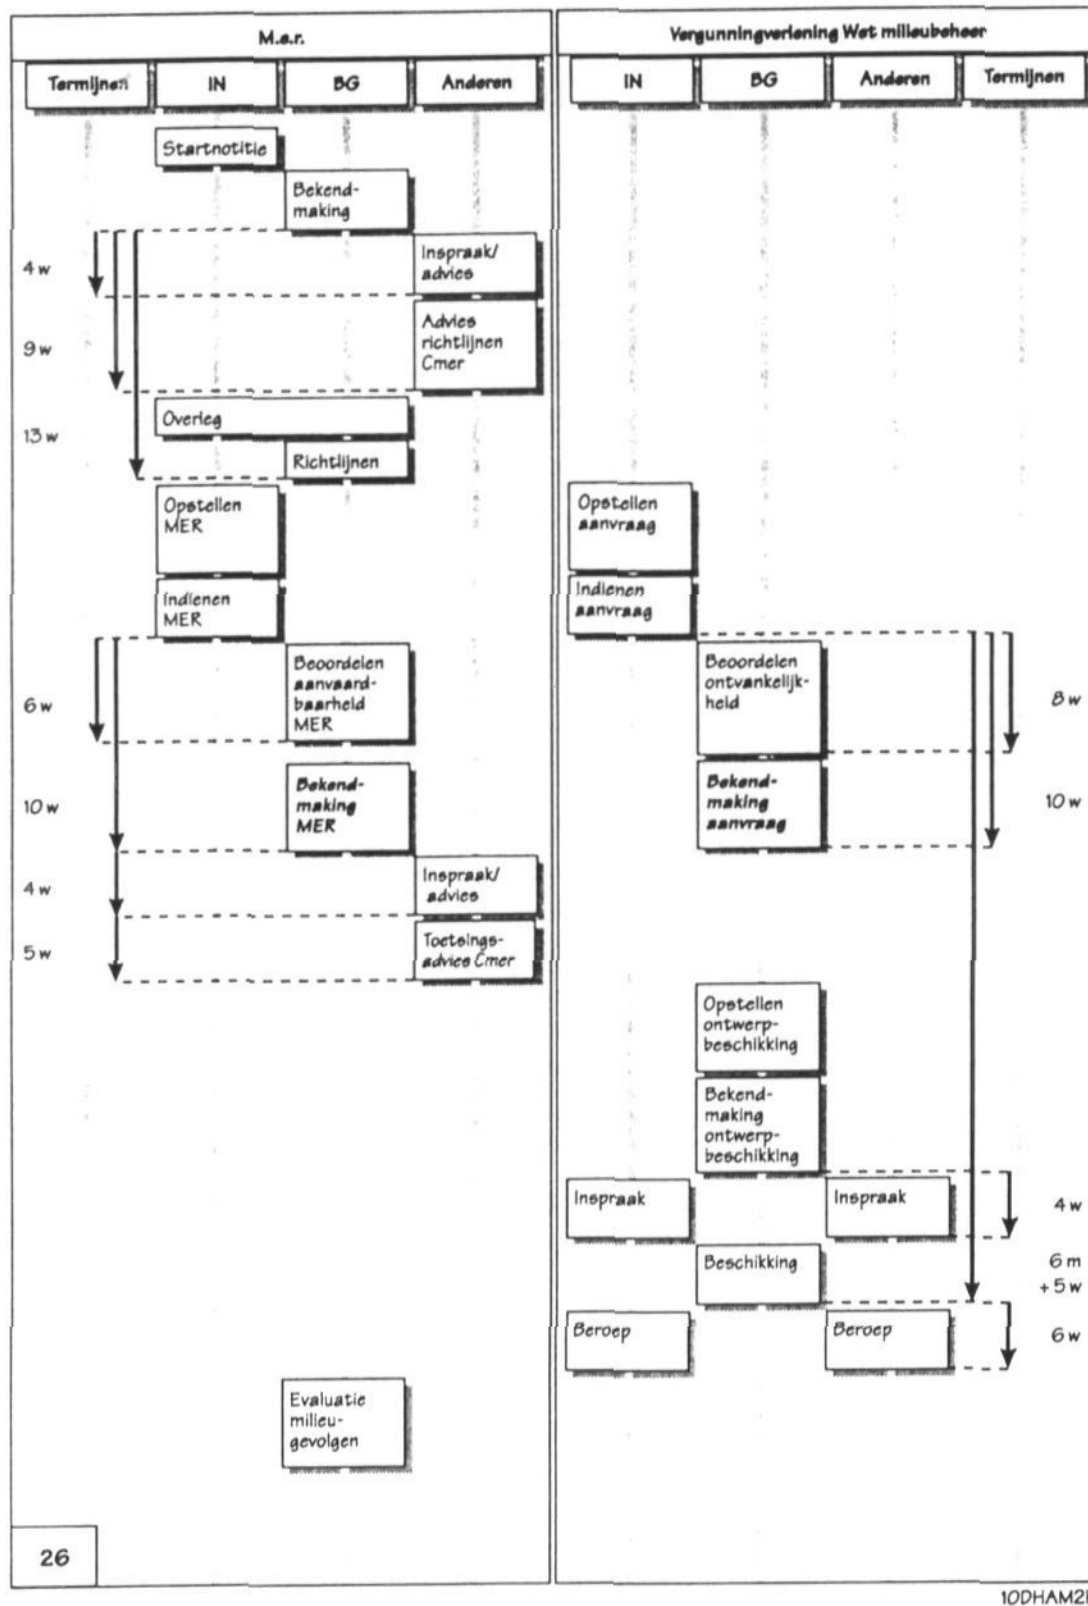 M.e.r.
Termijnen
IN
BG
Anderen
Startnotitie
Bekend-
making
4 w
Inspraak/
advies
9 w
Advies
richtlijnen
Cmer
13 w
Overleg
Richtlijnen
Opstellen
MER
Indienen
MER
6 w
Beoordelen
aanvaard-
baarheid
MER
10 w
Bekend-
making
MER
4 w
Inspraak/
advies
5 w
Toetsings-
advies Cmer
Evaluatie
milieu-
gevolgen
26
Vergunningverlening Wet milieubeheer
IN
BG
Anderen
Termijnen
Opstellen
aanvraag
Indienen
aanvraag
Beoordelen
ontvankelijk-
heid
8 w
Bekend-
making
aanvraag
10 w
Opstellen
ontwerp-
beschikking
Bekend-
making
ontwerp-
beschikking
Inspraak
Inspraak
4 w
Beschikking
6 m
+ 5 w
Beroep
Beroep
6 w